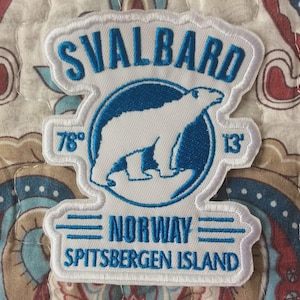 SVALBARD
78° 13'
NORWAY
SPITSBERGEN ISLAND